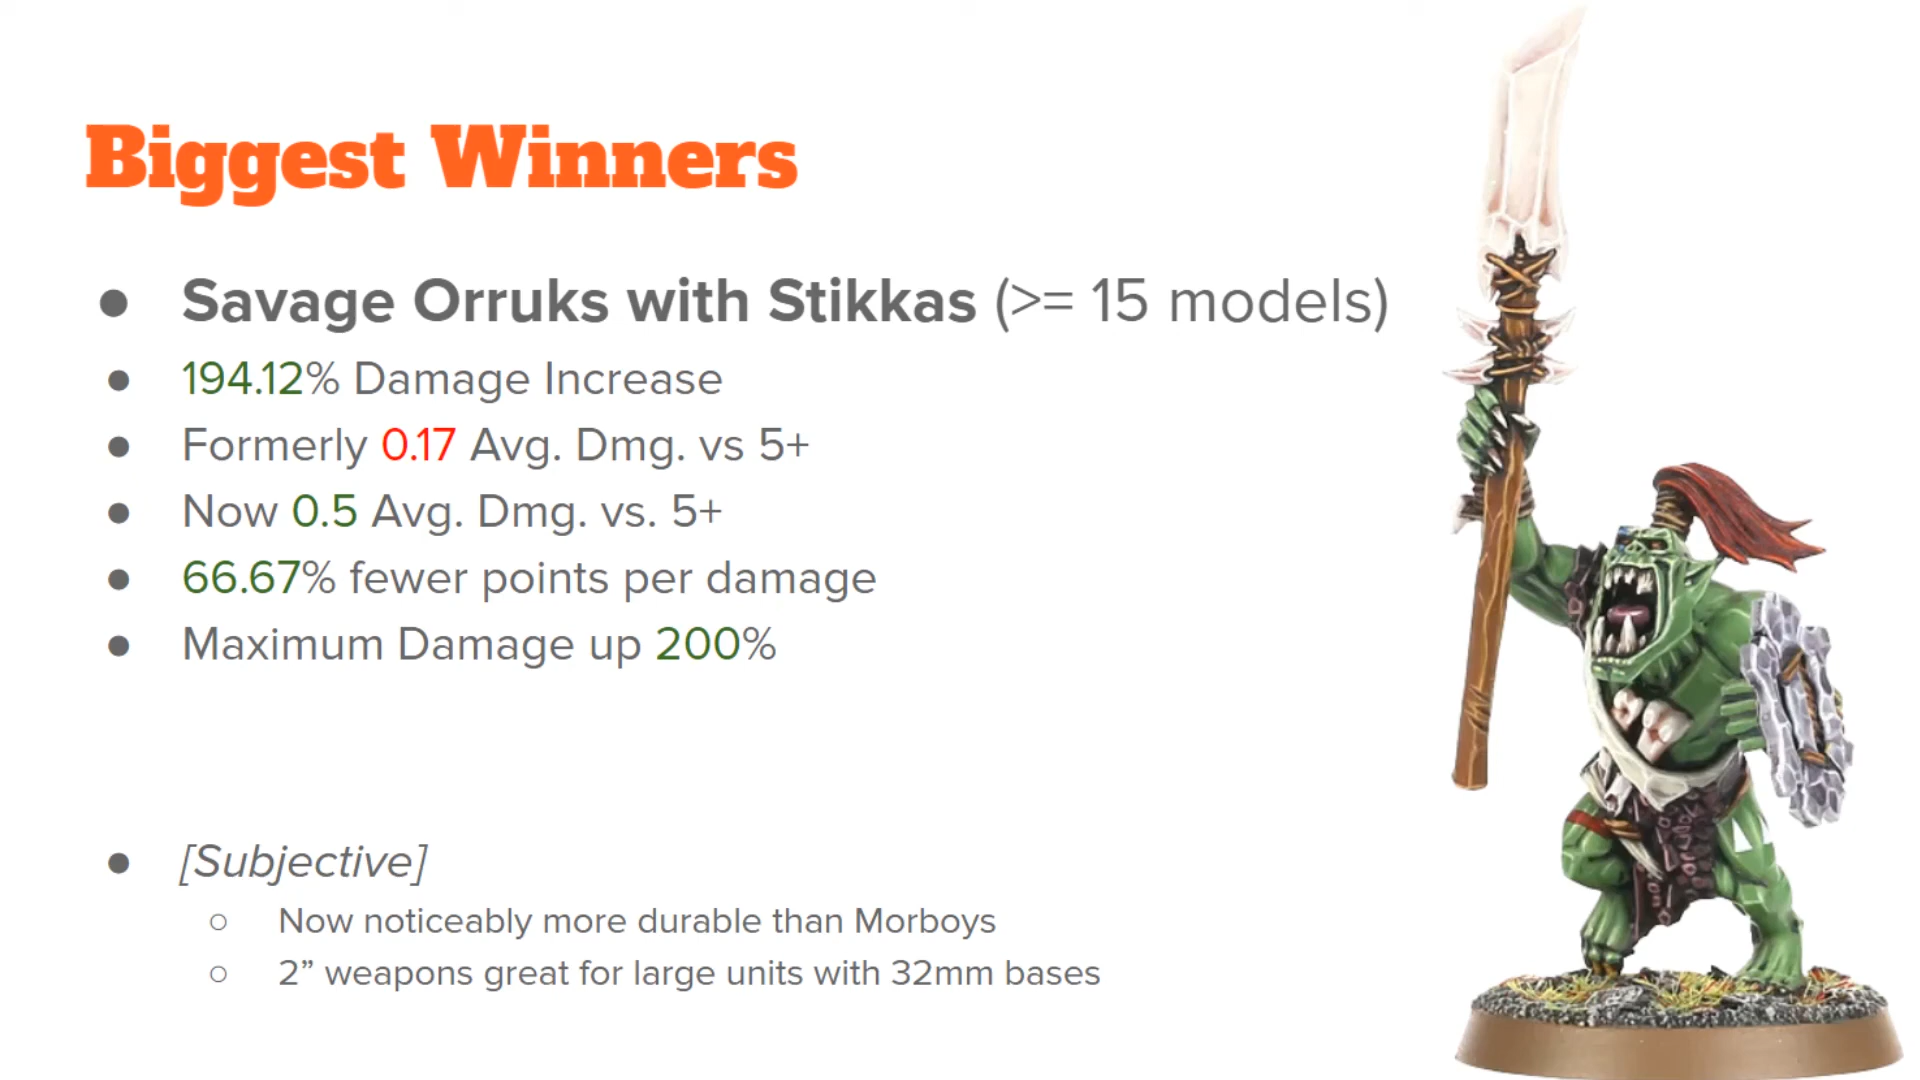 Biggest Winners
Savage Orruks with Stikkas (>= 15 models)
194.12% Damage Increase
Formerly 0.17 Avg. Dmg. vs 5+
Now 0.5 Avg. Dmg. vs. 5+
66.67% fewer points per damage
Maximum Damage up 200%
[Subjective]
Now noticeably more durable than Morboys
2” weapons great for large units with 32mm bases